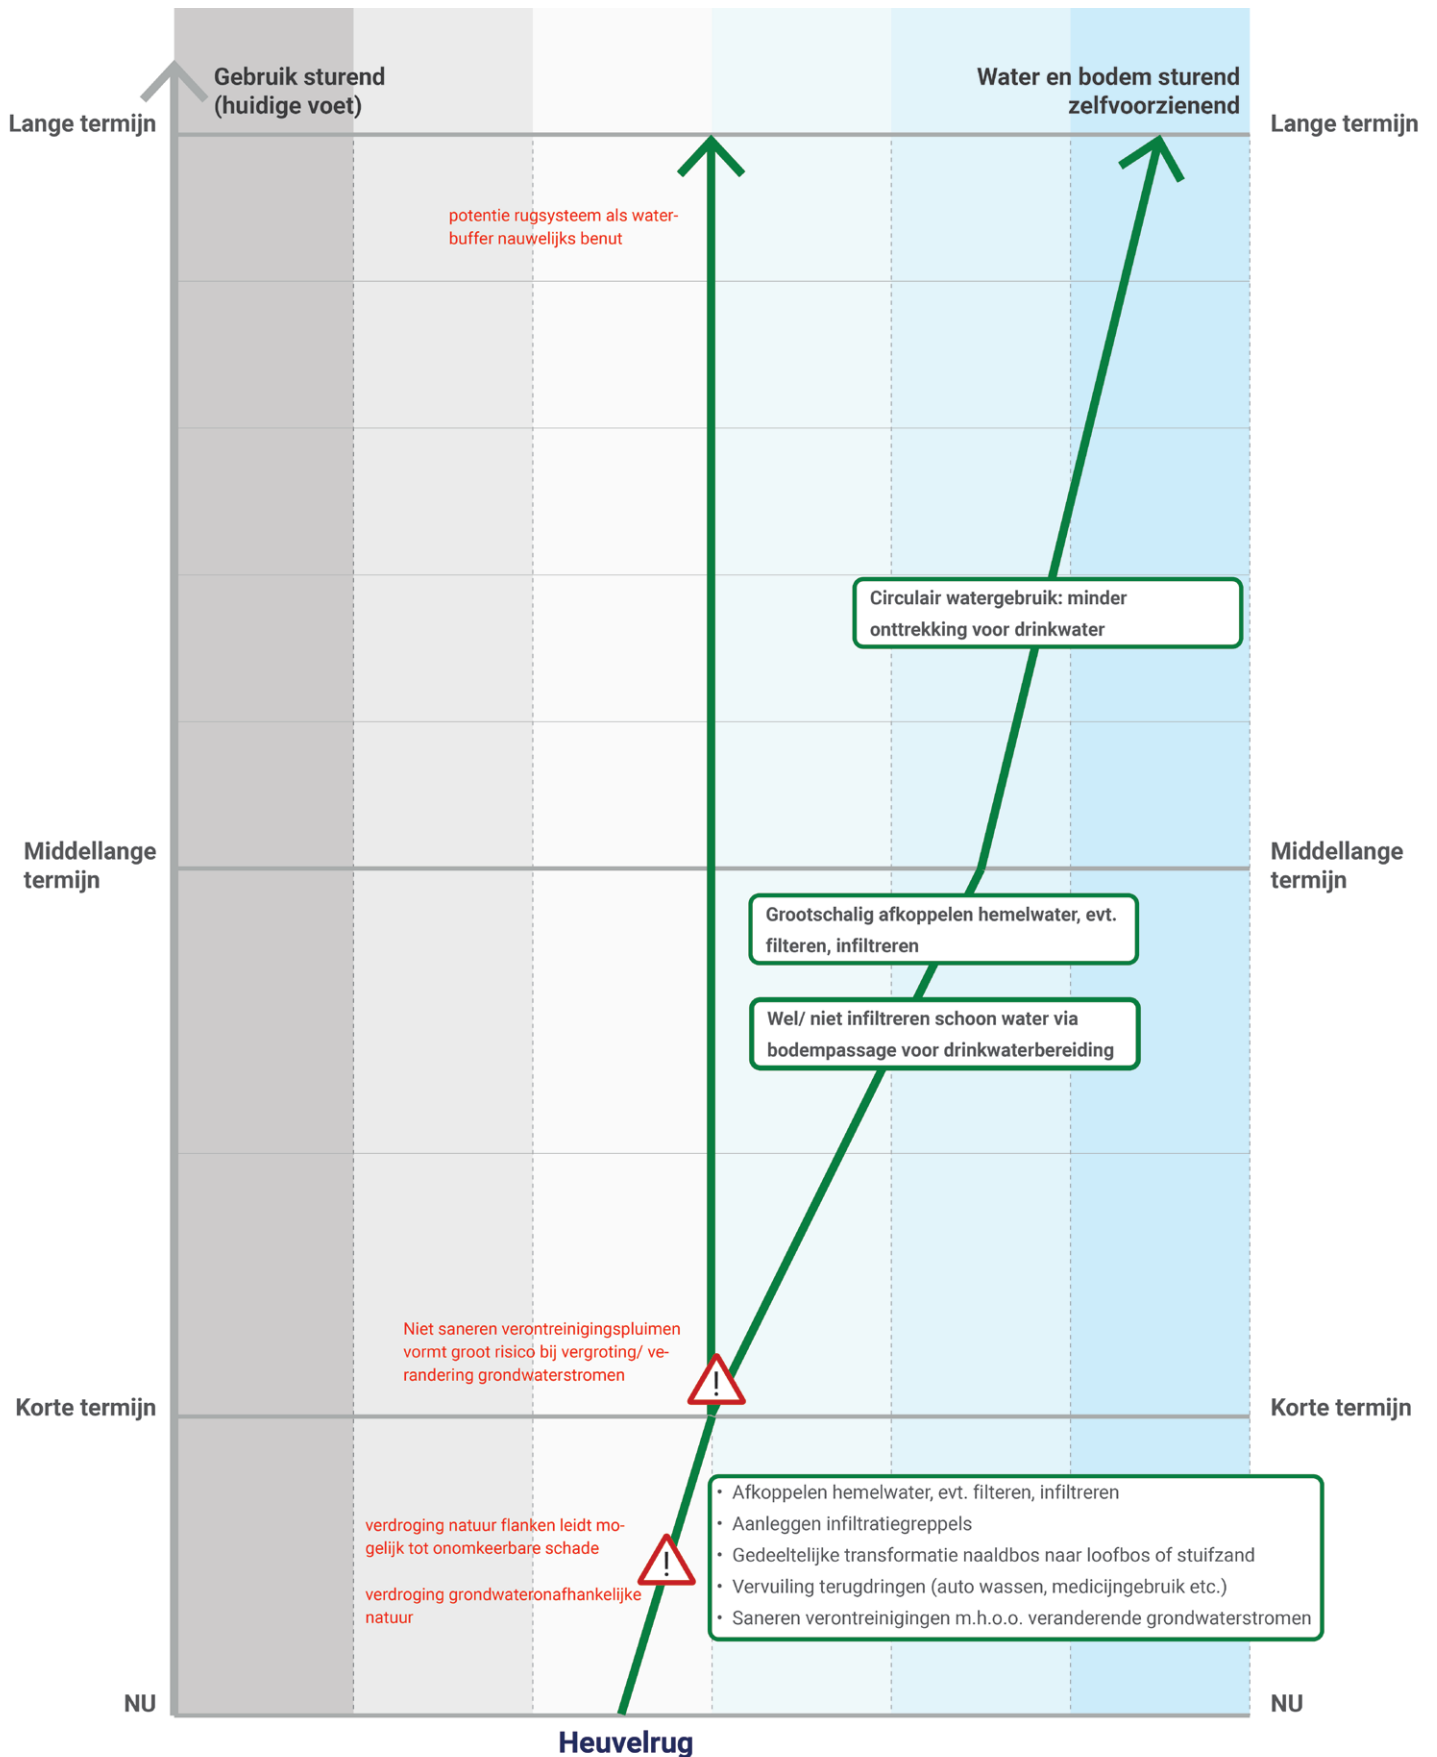 Gebruik sturend
(huidige voet)
Water en bodem sturend
zelfvoorzienend
Lange termijn
Lange termijn
potentie rugsysteem als water-
buffer nauwelijks benut
Circulair watergebruik: minder
onttrekking voor drinkwater
Middellange
termijn
Middellange
termijn
Grootschalig afkoppelen hemelwater, evt.
filteren, infiltreren
Wel/ niet infiltreren schoon water via
bodempassage voor drinkwaterbereiding
Niet saneren verontreinigingspluimen
vormt groot risico bij vergroting/ ve-
randering grondwaterstromen
!
Korte termijn
Korte termijn
• Afkoppelen hemelwater, evt. filteren, infiltreren
• Aanleggen infiltratiegreppels
• Gedeeltelijke transformatie naaldbos naar loofbos of stuifzand
• Vervuiling terugdringen (auto wassen, medicijngebruik etc.)
• Saneren verontreinigingen m.h.o.o. veranderende grondwaterstromen
verdroging natuur flanken leidt mo-
gelijk tot onomkeerbare schade
!
verdroging grondwateronafhankelijke
natuur
NU
NU
Heuvelrug